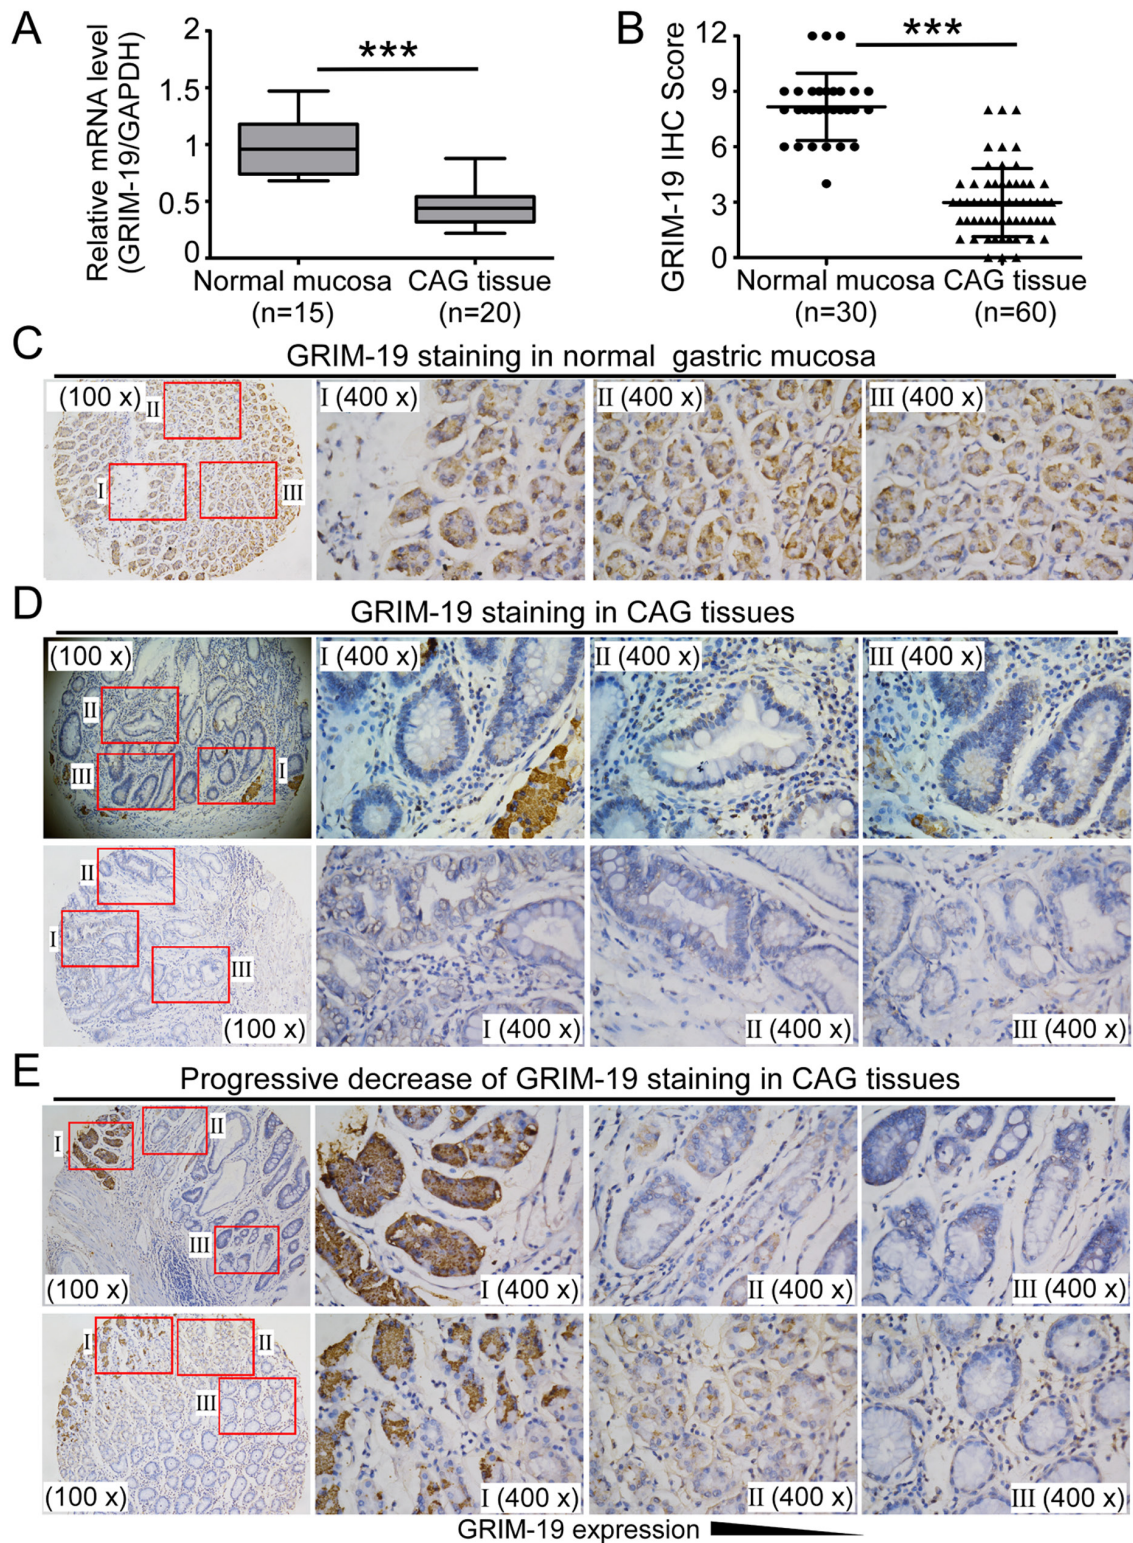 A
Relative mRNA level
(GRIM-19/GAPDH)
2
1.5
1
0.5
0
***
Normal mucosa
(n=15)
CAG tissue
(n=20)
B
GRIM-19 IHC Score
12
9
6
3
0
***
Normal mucosa
(n=30)
CAG tissue
(n=60)
C
GRIM-19 staining in normal gastric mucosa
(100 x)
II
I
III
I (400 x)
II (400 x)
III (400 x)
D
GRIM-19 staining in CAG tissues
(100 x)
II
III
I
I (400 x)
II (400 x)
III (400 x)
II
I
III
(100 x)
I (400 x)
II (400 x)
III (400 x)
E
Progressive decrease of GRIM-19 staining in CAG tissues
I
II
III
(100 x)
I (400 x)
II (400 x)
III (400 x)
I
II
III
(100 x)
I (400 x)
II (400 x)
III (400 x)
GRIM-19 expression